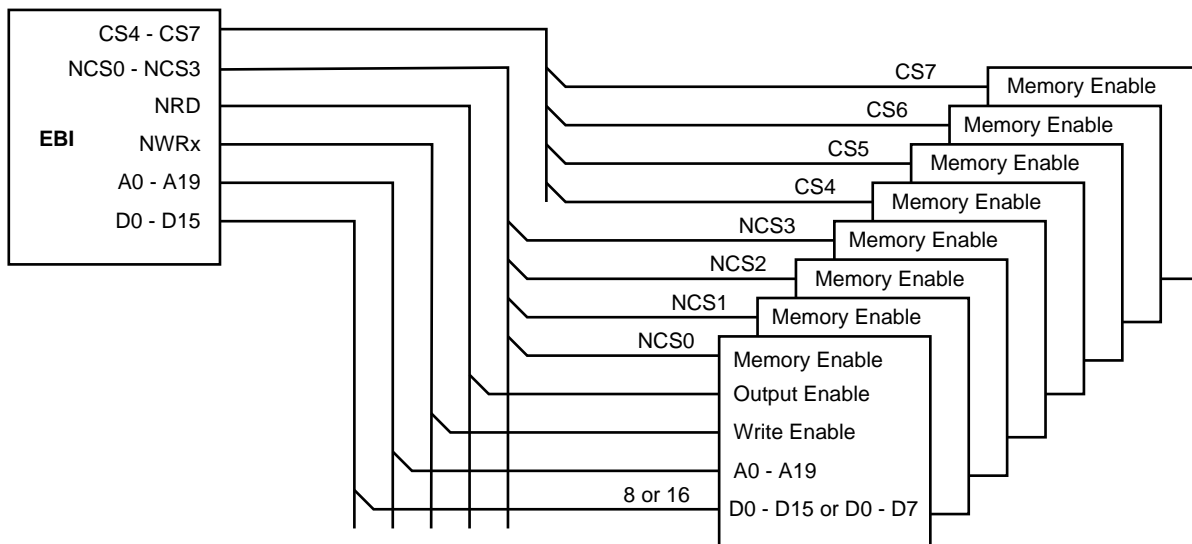 CS4 - CS7
NCS0 - NCS3
NRD
EBI
NWRx
A0 - A19
D0 - D15
CS7
Memory Enable
CS6
Memory Enable
CS5
Memory Enable
CS4
Memory Enable
NCS3
Memory Enable
NCS2
Memory Enable
NCS1
Memory Enable
NCS0
Memory Enable
Output Enable
Write Enable
A0 - A19
8 or 16
D0 - D15 or D0 - D7